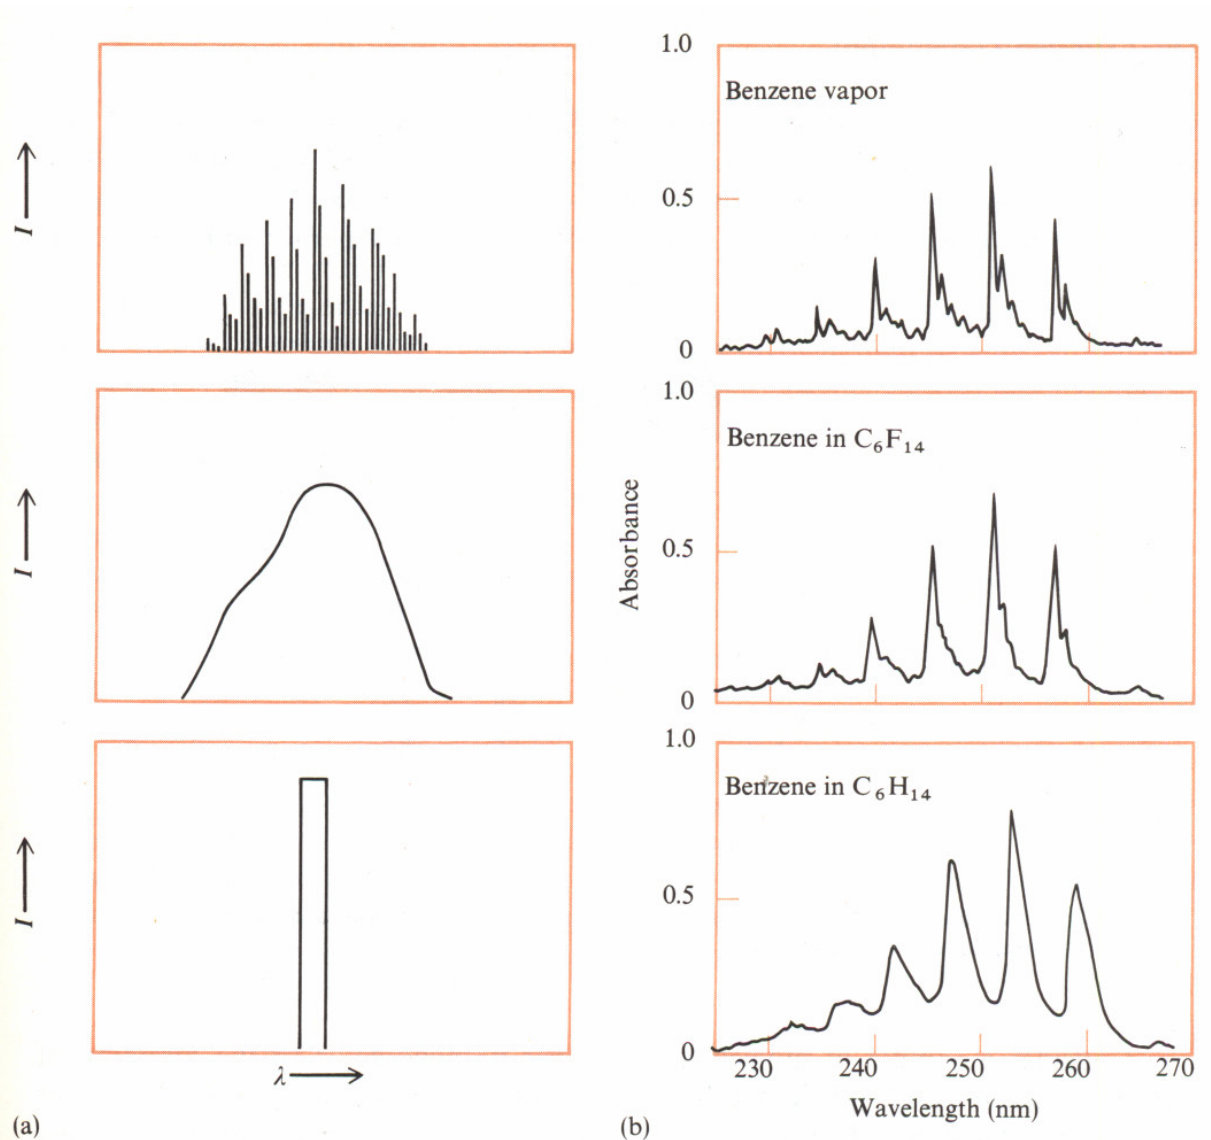 I
I
I
λ
(a)
1.0
Benzene vapor
0.5
0
1.0
Benzene in C₆F₁₄
0.5
0
Absorbance
1.0
Benzene in C₆H₁₄
0.5
0
230 240 250 260 270
Wavelength (nm)
(b)